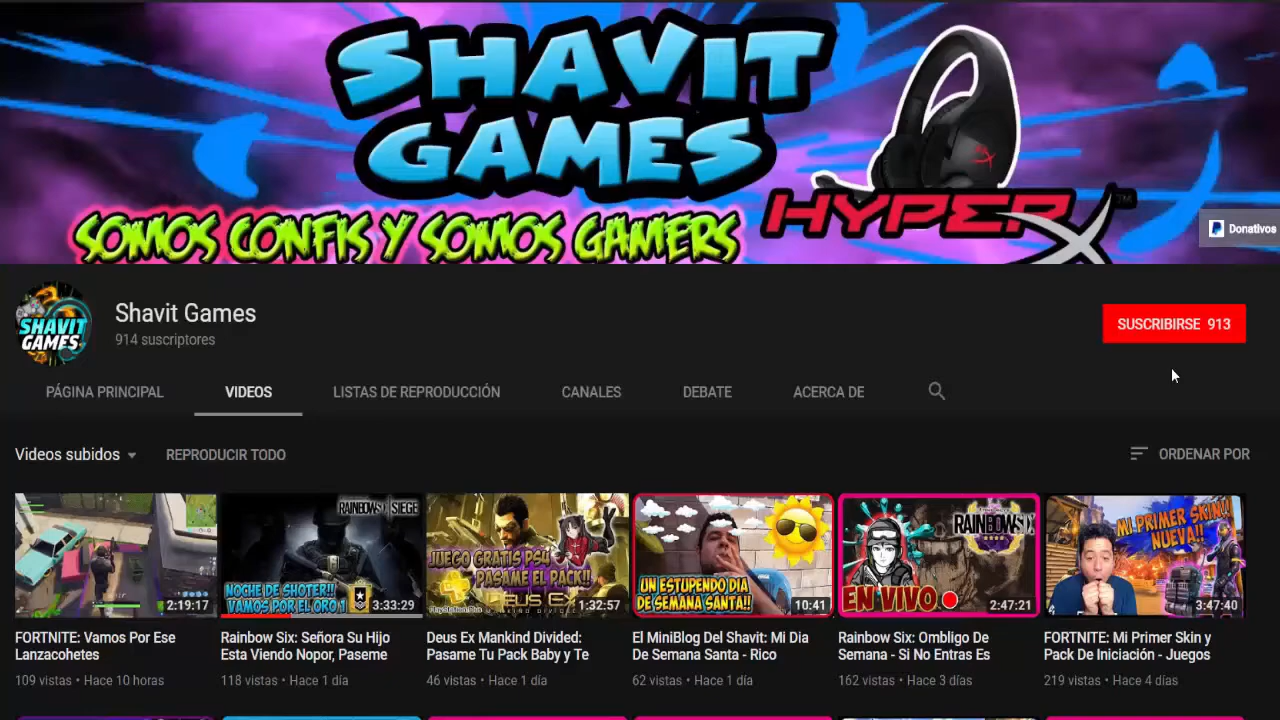 SHAVIT
GAMES
HYPERX
TM
SOMOS CONFIS Y SOMOS GAMERS
Donativos
SHAVIT
GAMES
Shavit Games
914 suscriptores
SUSCRIBIRSE 913
PÁGINA PRINCIPAL VIDEOS LISTAS DE REPRODUCCIÓN CANALES DEBATE ACERCA DE
Videos subidos REPRODUCIR TODO ORDENAR POR
2:19:17
RAINBOW SIX SIEGE
NOCHE DE SHOTER!!
VAMOS POR EL ORO 1
3:33:29
JUEGO GRATIS PS4
PASAME EL PACK!!
PlayStation Plus
DEUS EX
MANKIND DIVIDED
1:32:57
UN ESTUPENDO DIA
DE SEMANA SANTA!!
10:41
RAINBOW SIX
EN VIVO
2:47:21
MI PRIMER SKIN!!
NUEVA!!
3:47:40
FORTNITE: Vamos Por Ese
Lanzacohetes
109 vistas • Hace 10 horas
Rainbow Six: Señora Su Hijo
Esta Viendo Nopor, Paseme
118 vistas • Hace 1 día
Deus Ex Mankind Divided:
Pasame Tu Pack Baby y Te
46 vistas • Hace 1 día
El MiniBlog Del Shavit: Mi Dia
De Semana Santa - Rico
62 vistas • Hace 1 día
Rainbow Six: Ombligo De
Semana - Si No Entras Es
162 vistas • Hace 3 días
FORTNITE: Mi Primer Skin y
Pack De Iniciación - Juegos
219 vistas • Hace 4 días